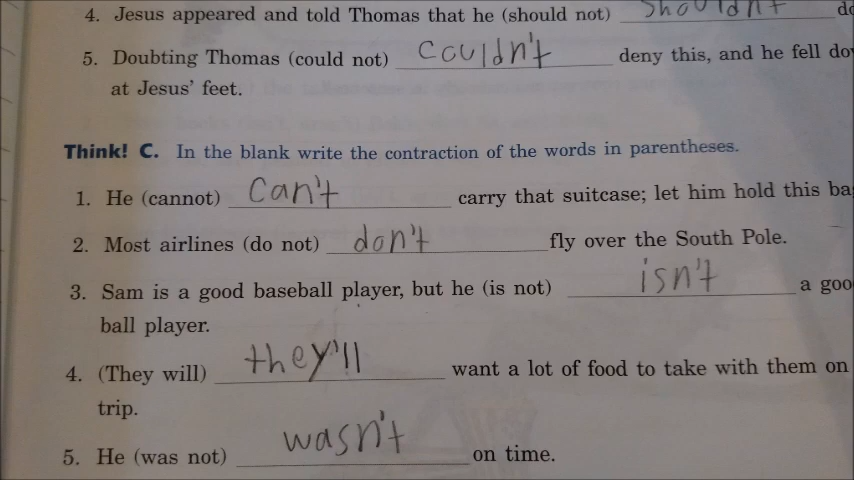 4. Jesus appeared and told Thomas that he (should not) shouldn't
5. Doubting Thomas (could not) couldn't deny this, and he fell
at Jesus' feet.
Think! C. In the blank write the contraction of the words in parentheses.
1. He (cannot) can't carry that suitcase; let him hold this
2. Most airlines (do not) don't fly over the South Pole.
3. Sam is a good baseball player, but he (is not) isn't a
ball player.
4. (They will) they'll want a lot of food to take with them on
trip.
5. He (was not) wasn't on time.